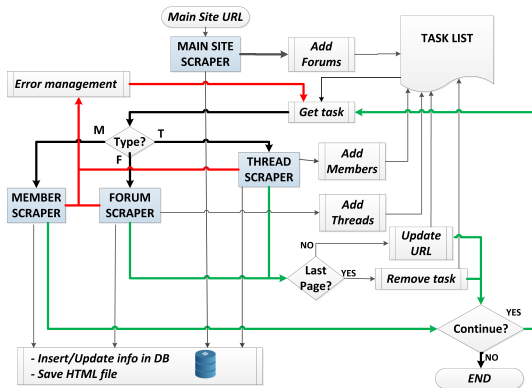 Main Site URL
MAIN SITE
SCRAPER
Add
Forums
TASK LIST
Error management
Get task
M
Type?
T
F
THREAD
SCRAPER
Add
Members
MEMBER
SCRAPER
FORUM
SCRAPER
Add
Threads
NO
Update
URL
Last
Page?
YES
Remove task
YES
Continue?
NO
END
- Insert/Update info in DB
- Save HTML file